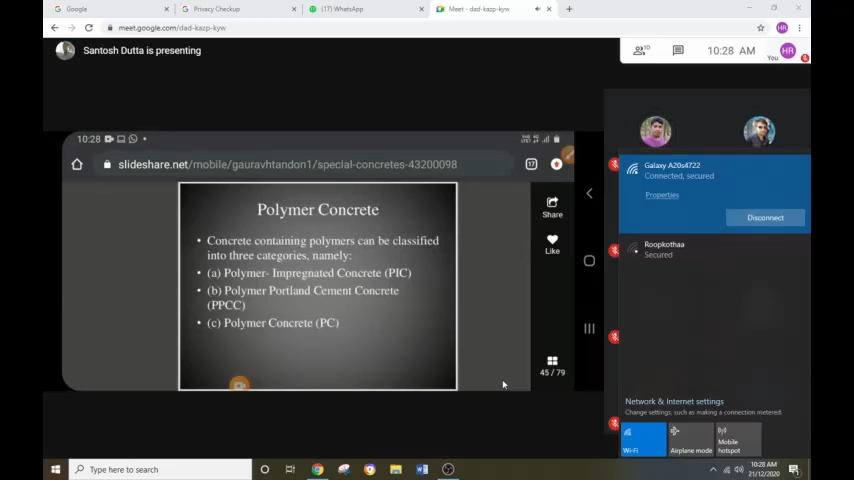 Google
Privacy Checkup
(17) WhatsApp
Meet - dad-kazp-kyw
meet.google.com/dad-kazp-kyw
HR
Santosh Dutta is presenting
10
10:28 AM
You
HR
10:28
slideshare.net/mobile/gauravhtandon1/special-concretes-43200098
17
Polymer Concrete
• Concrete containing polymers can be classified
into three categories, namely:
• (a) Polymer- Impregnated Concrete (PIC)
• (b) Polymer Portland Cement Concrete
(PPCC)
• (c) Polymer Concrete (PC)
Share
Like
45 / 79
Galaxy A20s4722
Connected, secured
Properties
Disconnect
Roopkothaa
Secured
Network & Internet settings
Change settings, such as making a connection metered.
Wi-Fi
Airplane mode
Mobile
hotspot
Type here to search
10:28 AM
21/12/2020